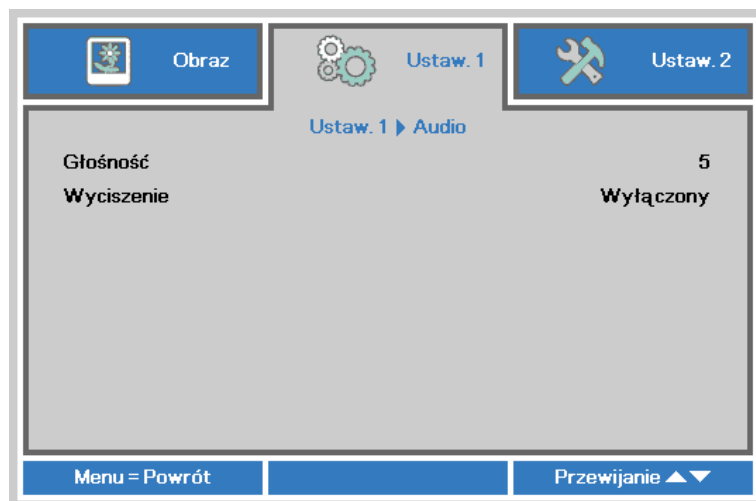 Obraz
Ustaw. 1
Ustaw. 2
Ustaw. 1 ▶ Audio
Głośność 5
Wyciszenie Wyłączony
Menu = Powrót Przewijanie ▲▼